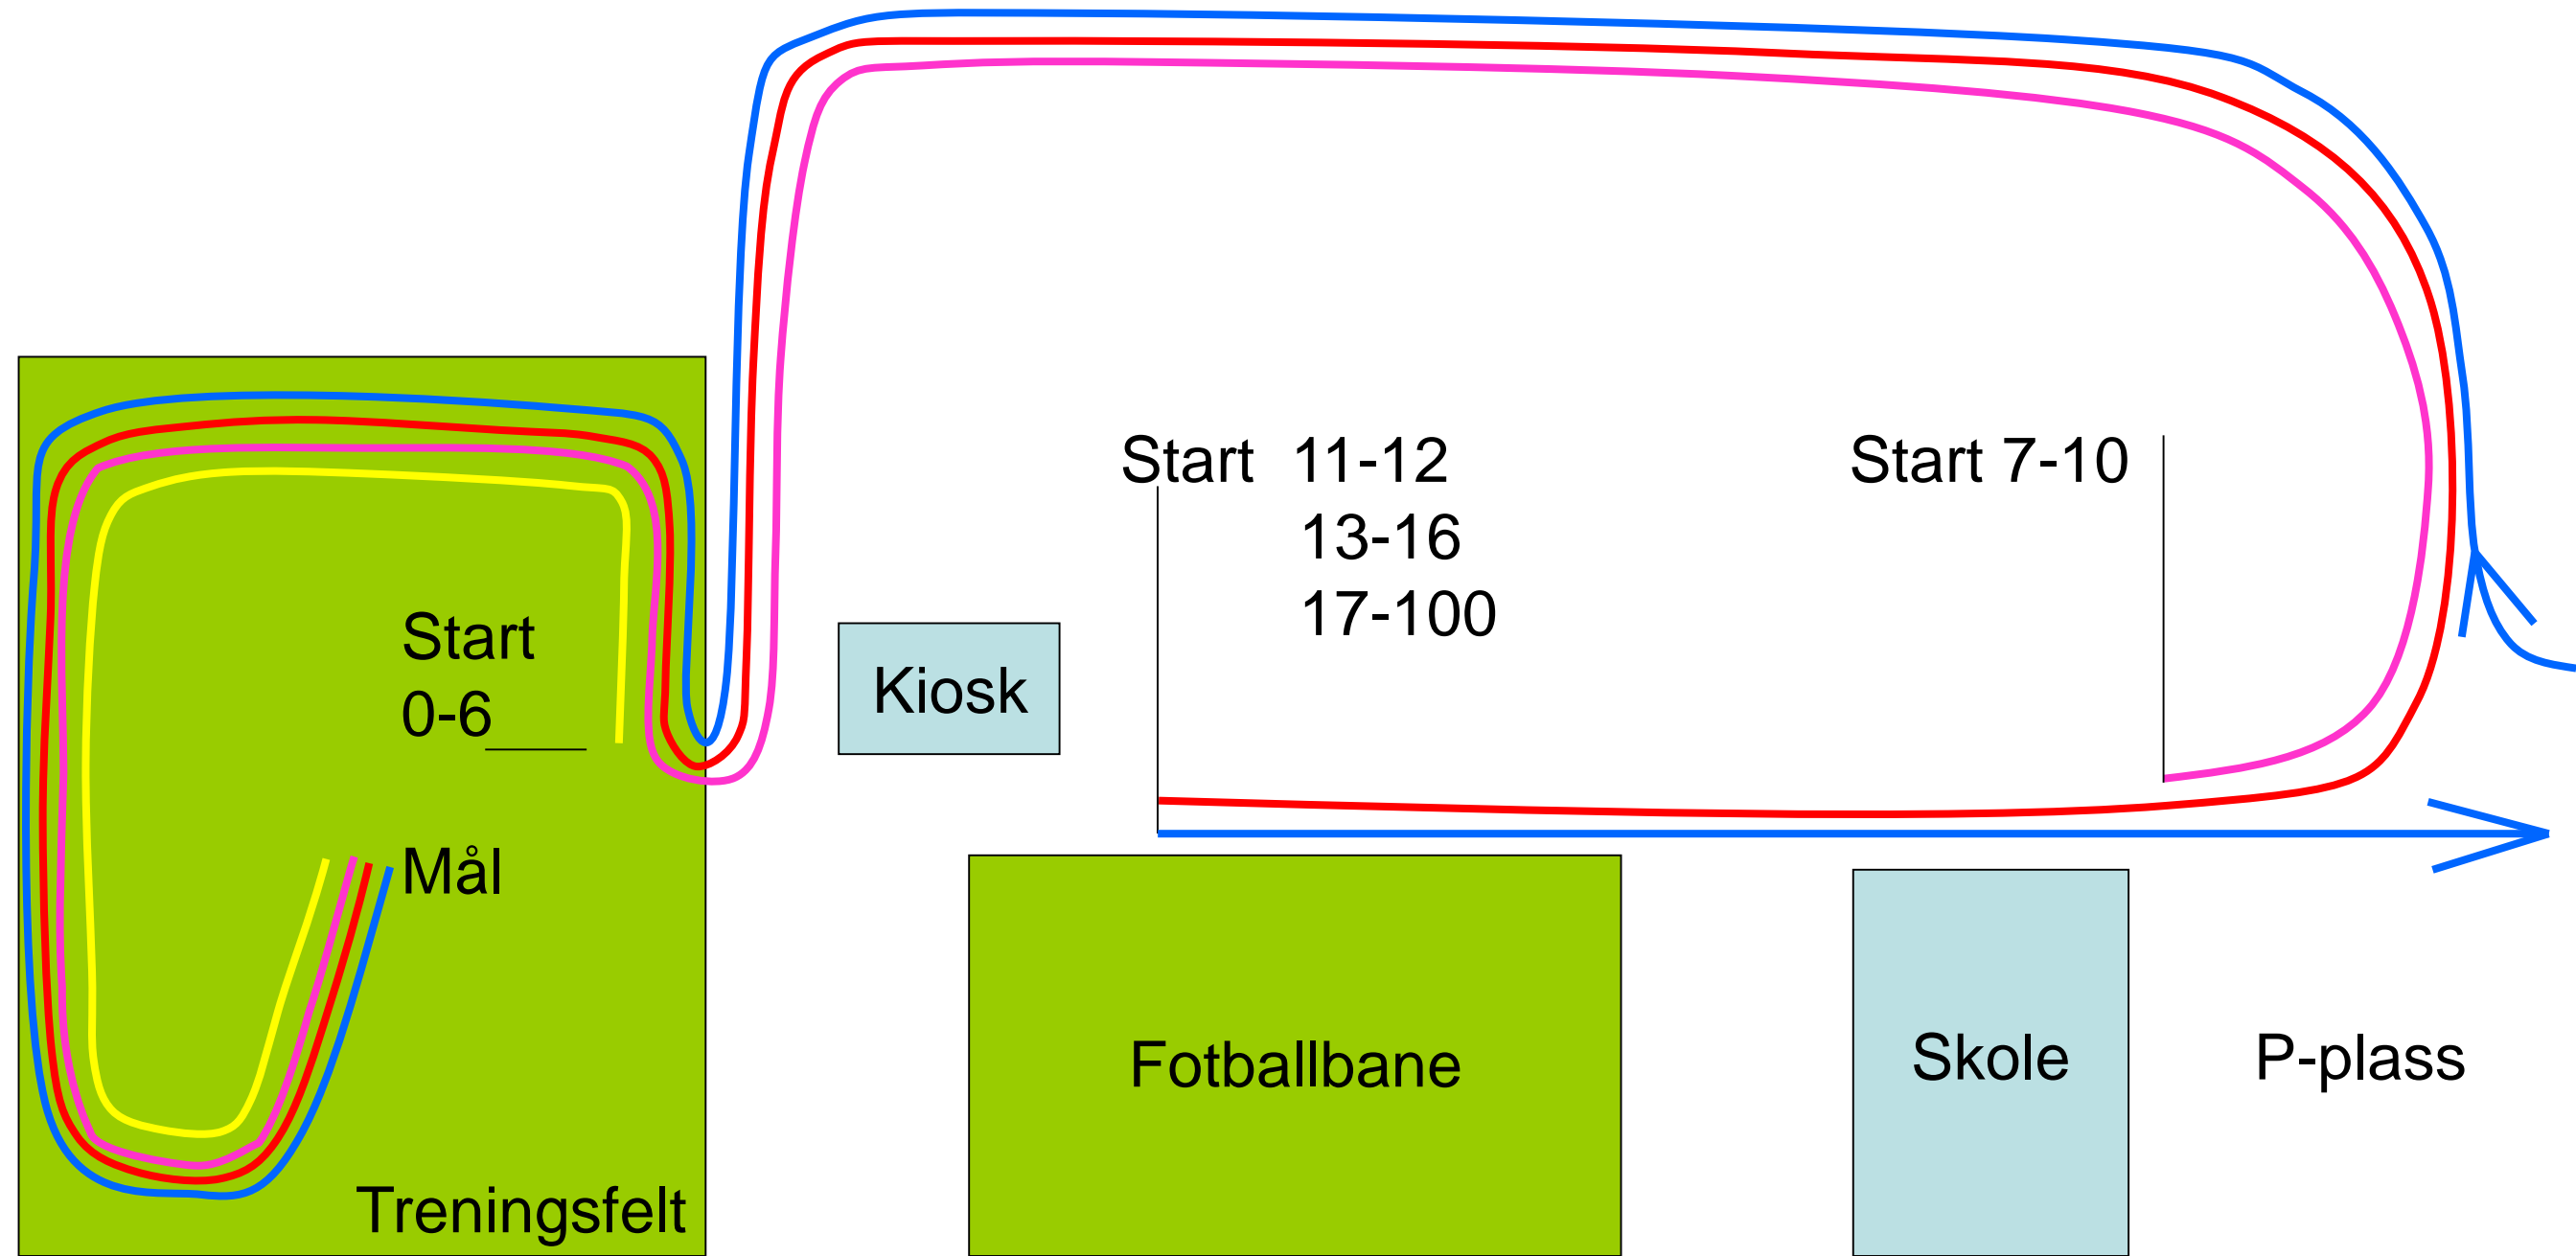 Start 11-12
13-16
17-100
Start 7-10
Start
0-6
Kiosk
Mål
Fotballbane
Skole
P-plass
Treningsfelt